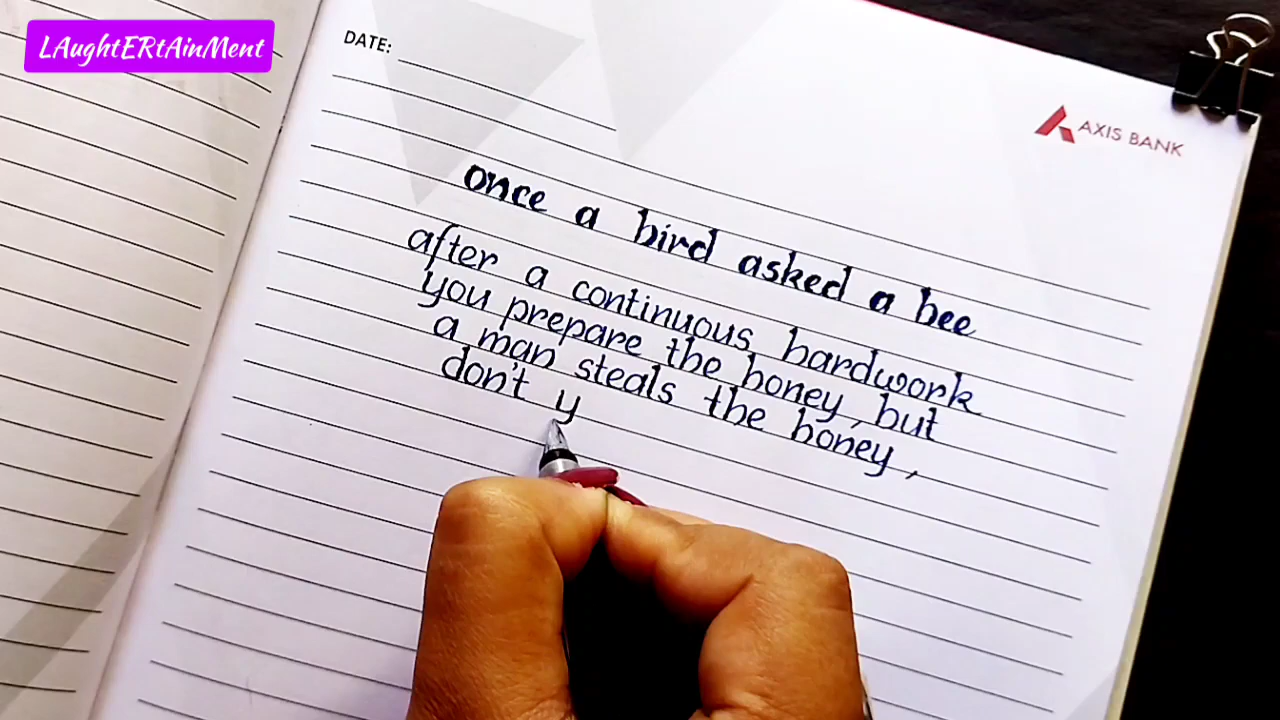 LAughtERtAinMent
DATE:
AXIS BANK
once a bird asked a bee
after a continuous hardwork
you prepare the honey, but
a man steals the honey,
don't y